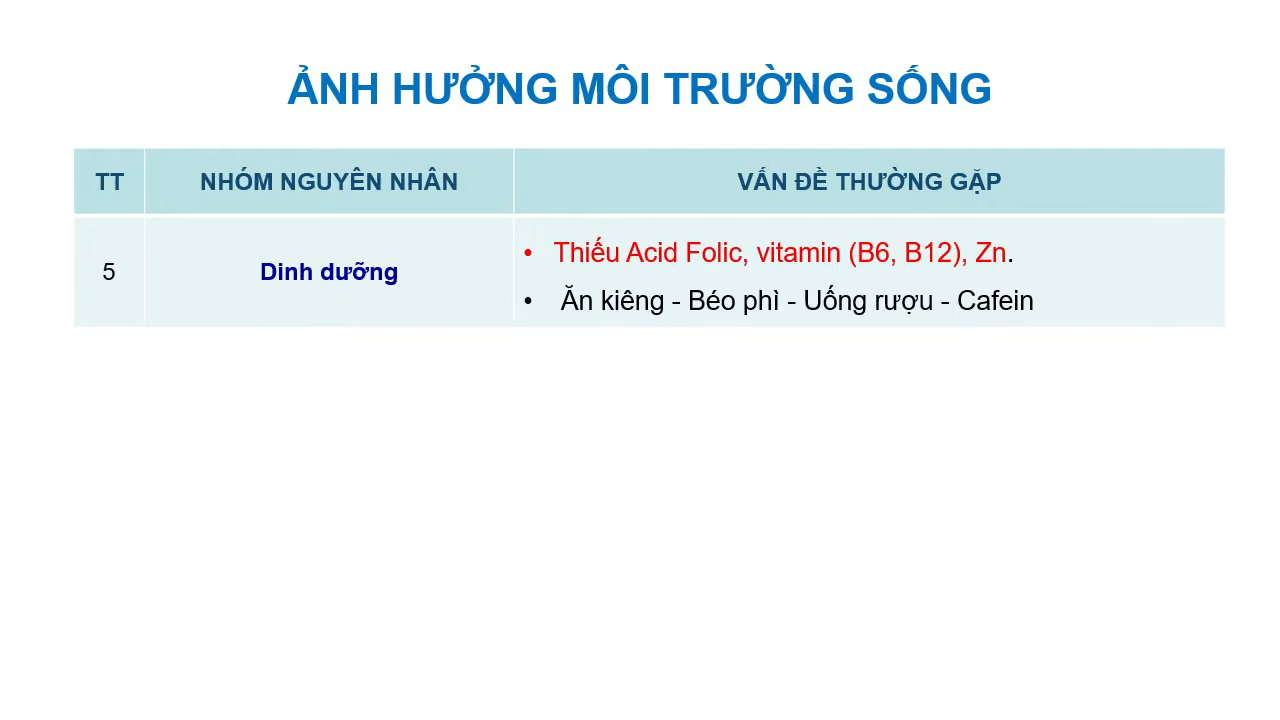 ẢNH HƯỞNG MÔI TRƯỜNG SỐNG
TT NHÓM NGUYÊN NHÂN VẤN ĐỀ THƯỜNG GẶP
5 Dinh dưỡng
• Thiếu Acid Folic, vitamin (B6, B12), Zn.
• Ăn kiêng - Béo phì - Uống rượu - Cafein